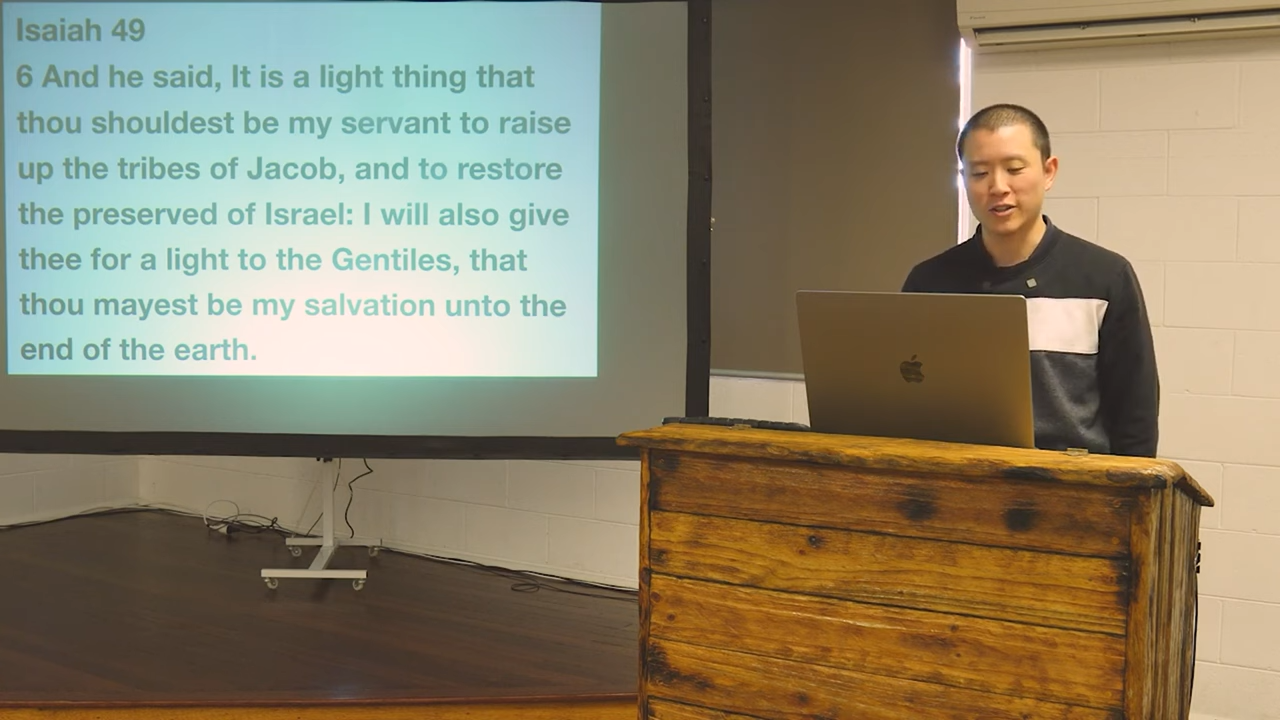 Isaiah 49
6 And he said, It is a light thing that
thou shouldest be my servant to raise
up the tribes of Jacob, and to restore
the preserved of Israel: I will also give
thee for a light to the Gentiles, that
thou mayest be my salvation unto the
end of the earth.